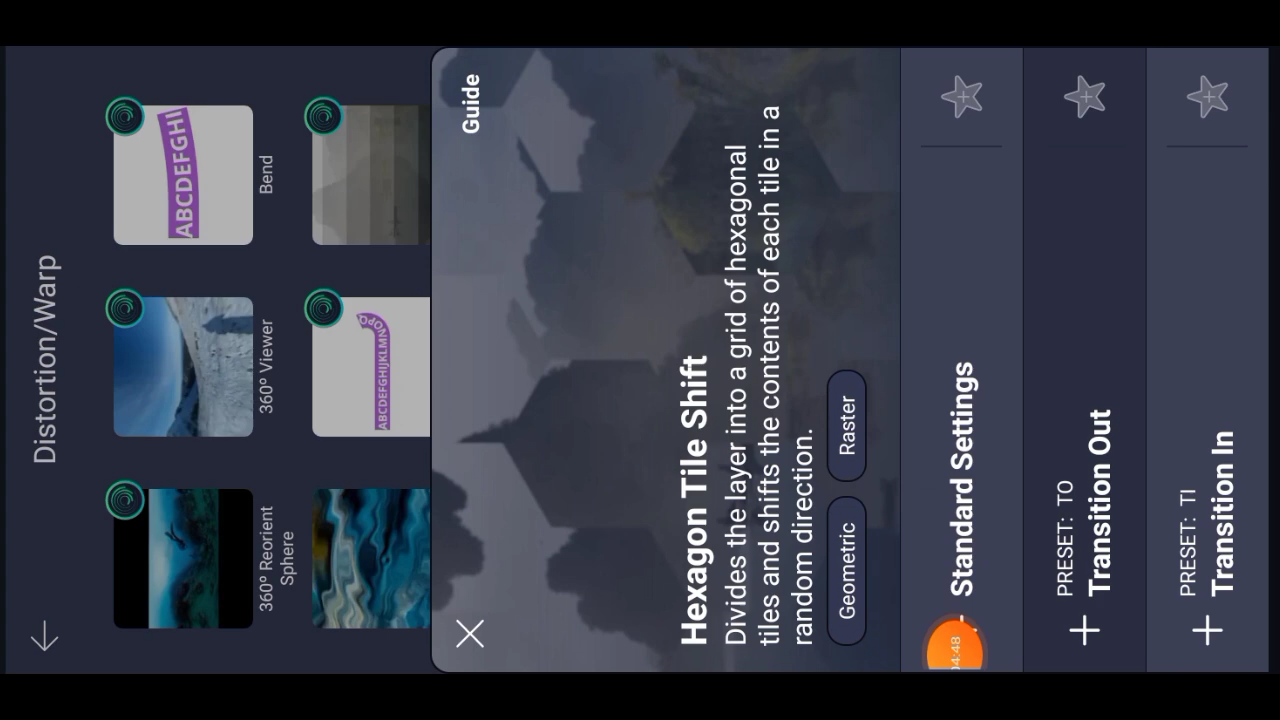 Distortion/Warp
360º Reorient
Sphere
360º Viewer
Bend
ABCDEFGHI
ABCDEFGHIJKLMNOPQ
Guide
Hexagon Tile Shift
Divides the layer into a grid of hexagonal
tiles and shifts the contents of each tile in a
random direction.
Geometric
Raster
Standard Settings
PRESET: TO
Transition Out
PRESET: TI
Transition In